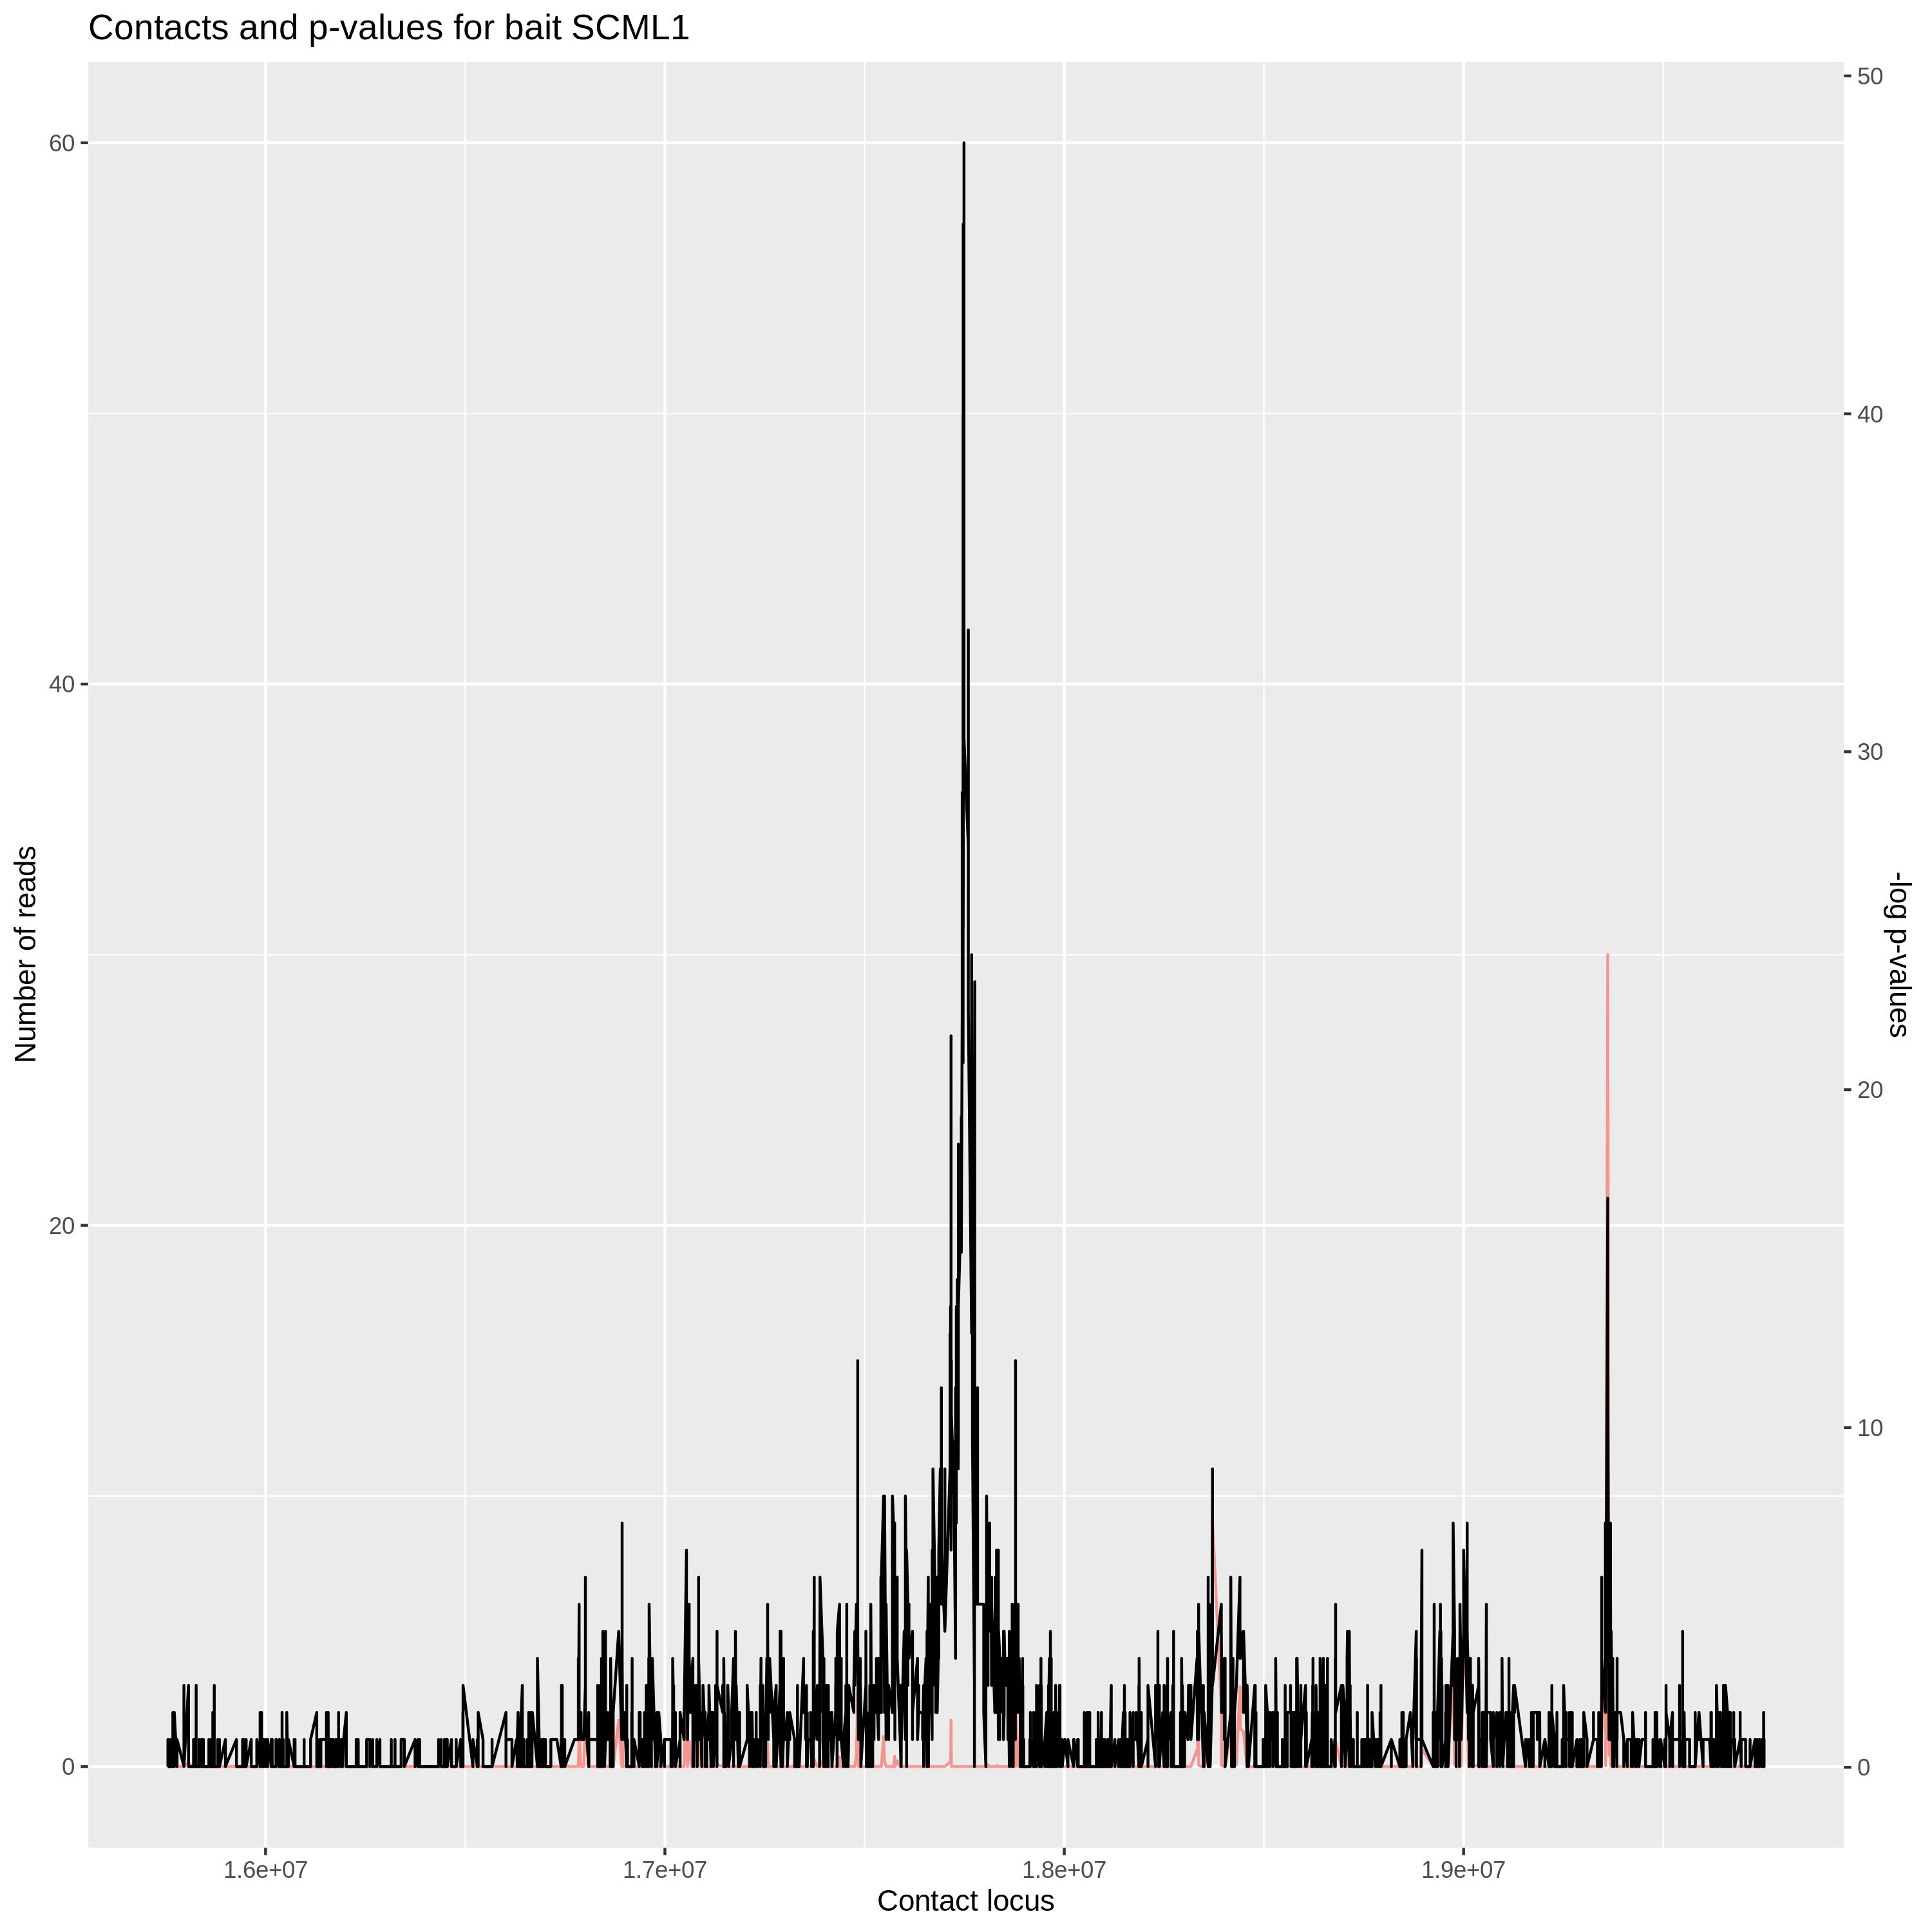 Contacts and p-values for bait SCML1
60
40
20
0
Number of reads
50
40
30
20
10
0
-log p-values
1.6e+07 1.7e+07 1.8e+07 1.9e+07
Contact locus